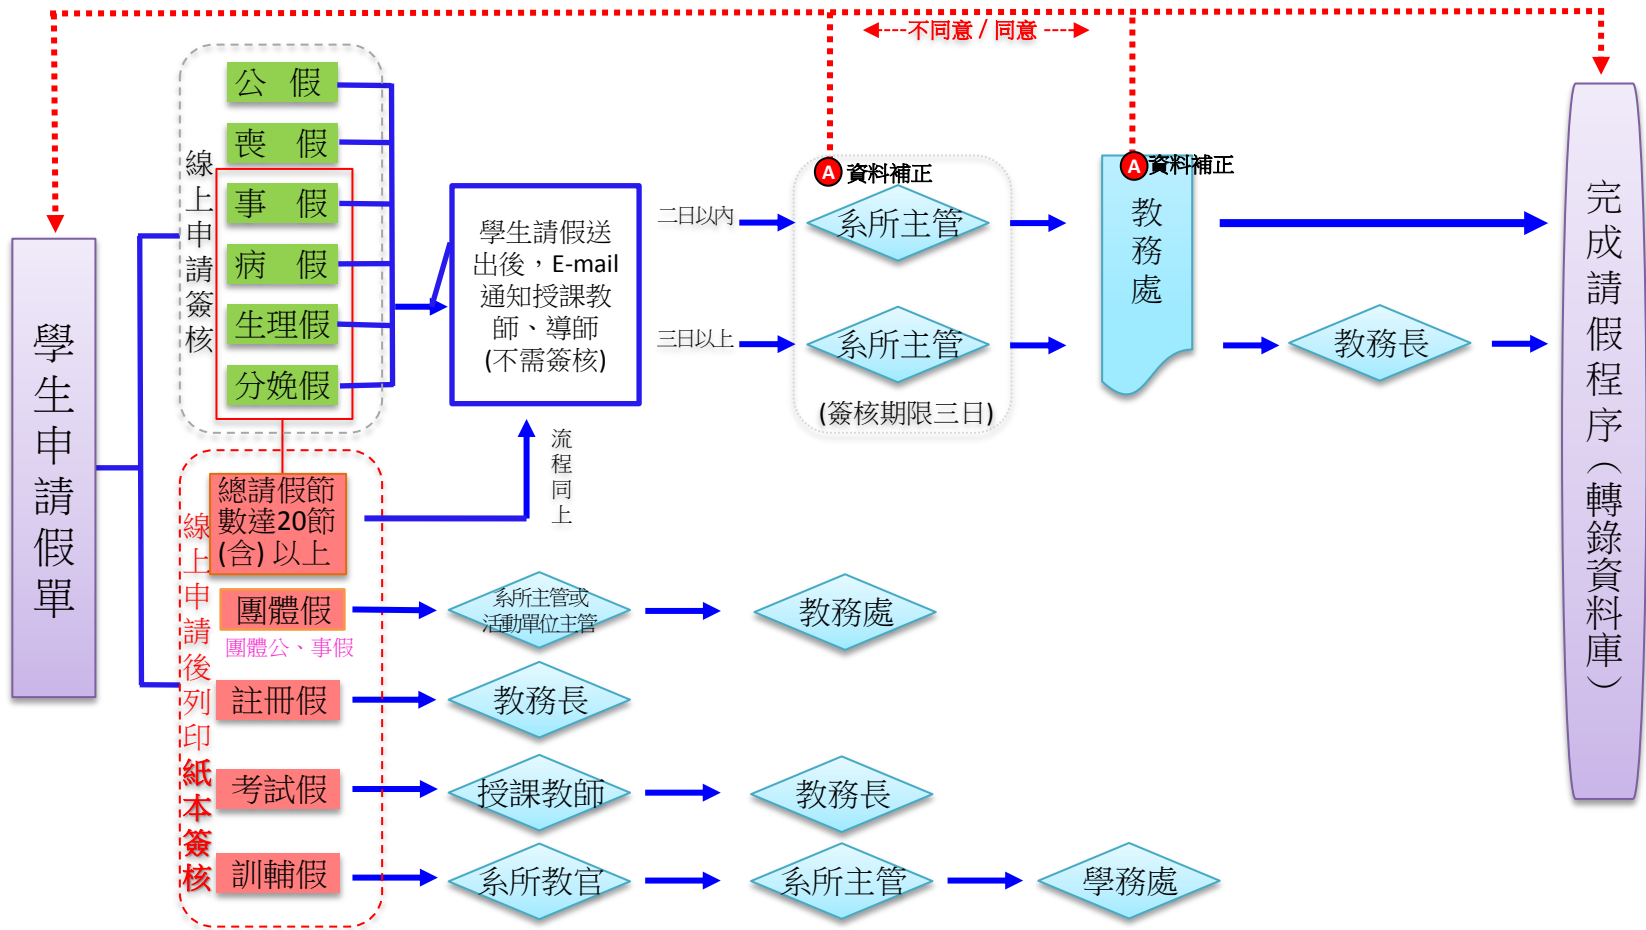 不同意 / 同意
學生申請假單
線上申請簽核
公 假
喪 假
事 假
病 假
生理假
分娩假
學生請假送
出後，E-mail
通知授課教
師、導師
(不需簽核)
二日以內
三日以上
A 資料補正
系所主管
系所主管
(簽核期限三日)
A 資料補正
教務處
教務長
完成請假程序（轉錄資料庫）
線上申請後列印紙本簽核
總請假節
數達20節
(含) 以上
流程同上
團體假
團體公、事假
系所主管或
活動單位主管
教務處
註冊假
教務長
考試假
授課教師
教務長
訓輔假
系所教官
系所主管
學務處